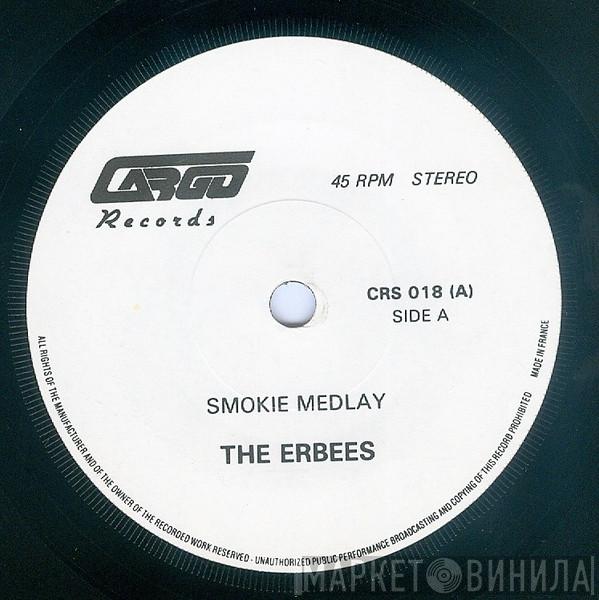 CARGO
Records
45 RPM STEREO
CRS 018 (A)
SIDE A
SMOKIE MEDLAY
THE ERBEES
ALL RIGHTS OF THE MANUFACTURER AND OF THE OWNER OF THE RECORDED WORK RESERVED - UNAUTHORIZED PUBLIC PERFORMANCE BROADCASTING AND COPYING OF THIS RECORD PROHIBITED MADE IN FRANCE
МАРКЕТ ВИНИЛА